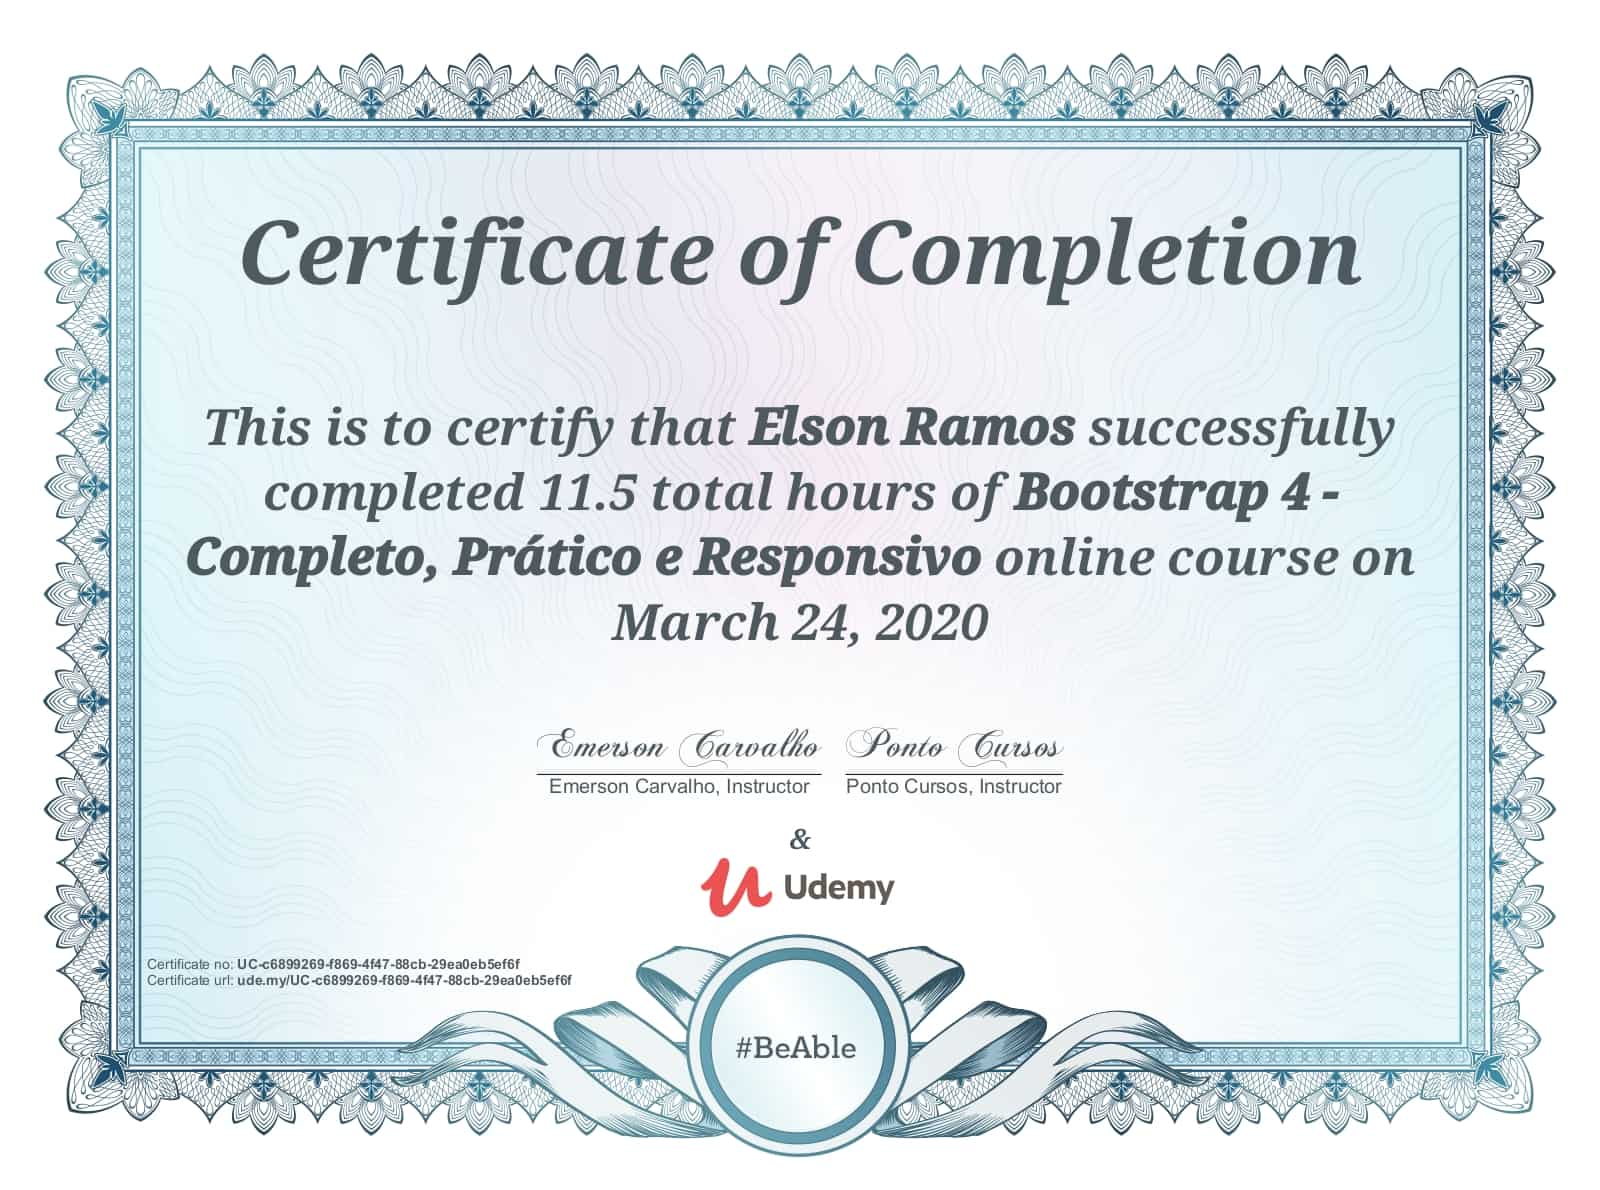 Certificate of Completion
This is to certify that Elson Ramos successfully
completed 11.5 total hours of Bootstrap 4 -
Completo, Prático e Responsivo online course on
March 24, 2020
Emerson Carvalho Ponto Cursos
Emerson Carvalho, Instructor Ponto Cursos, Instructor
&
Udemy
Certificate no: UC-c6899269-f869-4f47-88cb-29ea0eb5ef6f
Certificate url: ude.my/UC-c6899269-f869-4f47-88cb-29ea0eb5ef6f
#BeAble